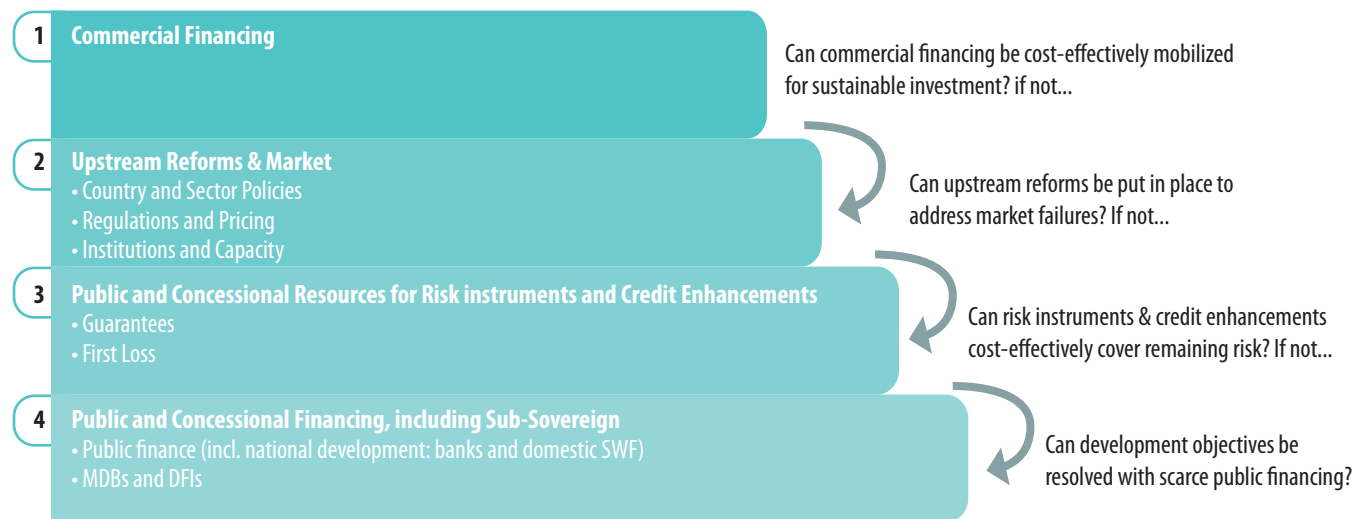 1 Commercial Financing
Can commercial financing be cost-effectively mobilized
for sustainable investment? if not...
2 Upstream Reforms & Market
• Country and Sector Policies
• Regulations and Pricing
• Institutions and Capacity
Can upstream reforms be put in place to
address market failures? If not...
3 Public and Concessional Resources for Risk instruments and Credit Enhancements
• Guarantees
• First Loss
Can risk instruments & credit enhancements
cost-effectively cover remaining risk? If not...
4 Public and Concessional Financing, including Sub-Sovereign
• Public finance (incl. national development: banks and domestic SWF)
• MDBs and DFIs
Can development objectives be
resolved with scarce public financing?